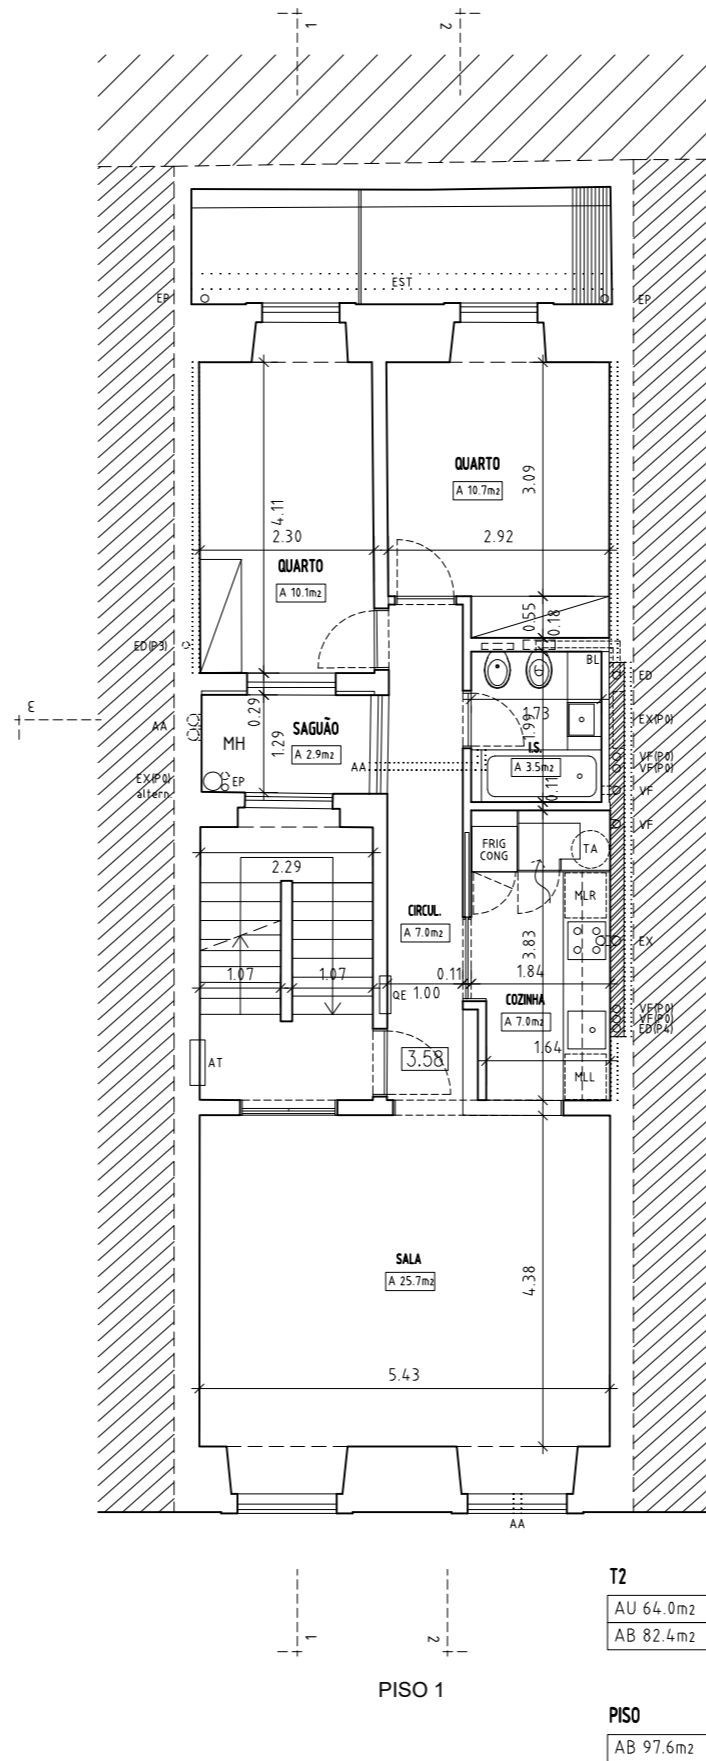 1
2
EST
EP
EP
QUARTO
A 10.7m2
3.09
4.11
2.30
2.92
QUARTO
A 10.1m2
0.55
0.18
ED(P3)
BL
ED
3
0.29
SAGUÃO
1.73
EX(P0)
AA
MH
1.29
A 2.9m2
1.99
I.S.
AA
A 3.5m2
VF(P0)
VF(P0)
EX(P0)
altern.
EP
0.11
VF
VF
FRIG
CONG
TA
2.29
MLR
CIRCUL.
A 7.0m2
3.83
EX
1.07
1.07
0.11
1.84
QE
1.00
COZINHA
A 7.0m2
VF(P0)
VF(P0)
ED(P4)
3.58
1.64
AT
MLL
SALA
A 25.7m2
4.38
5.43
AA
T2
AU 64.0m2
AB 82.4m2
1
2
PISO 1
PISO
AB 97.6m2